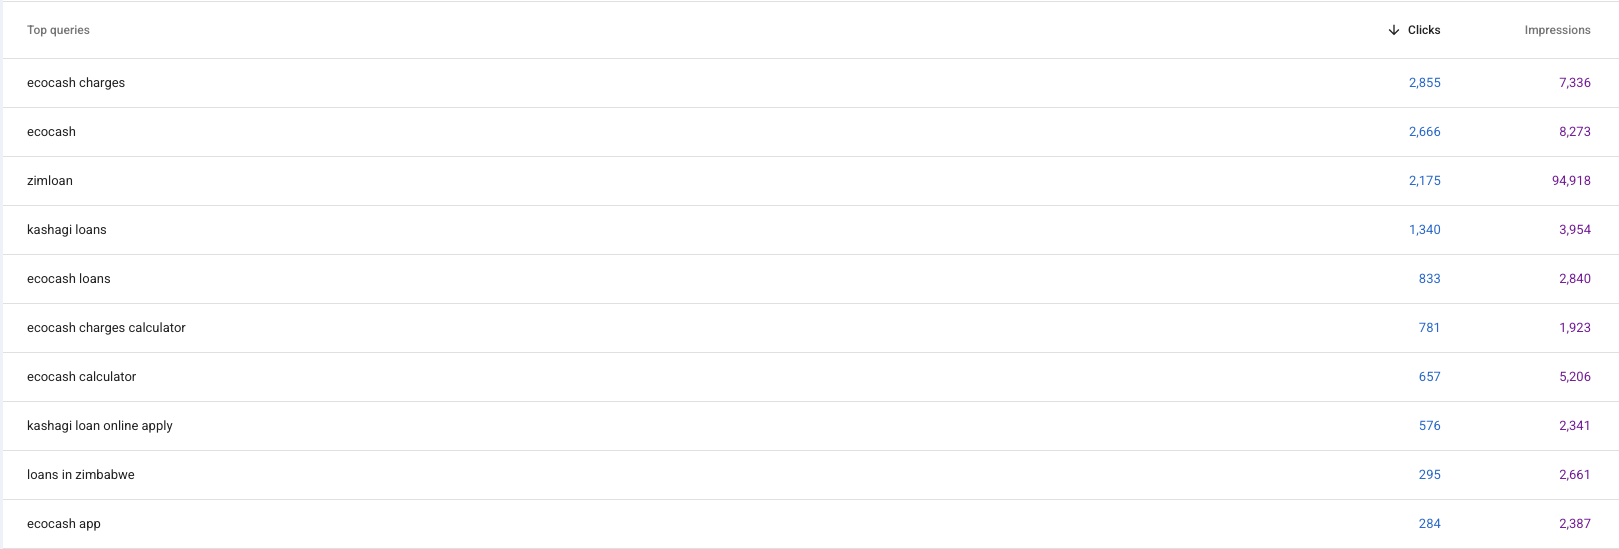 Top queries Clicks Impressions
ecocash charges 2,855 7,336
ecocash 2,666 8,273
zimloan 2,175 94,918
kashagi loans 1,340 3,954
ecocash loans 833 2,840
ecocash charges calculator 781 1,923
ecocash calculator 657 5,206
kashagi loan online apply 576 2,341
loans in zimbabwe 295 2,661
ecocash app 284 2,387